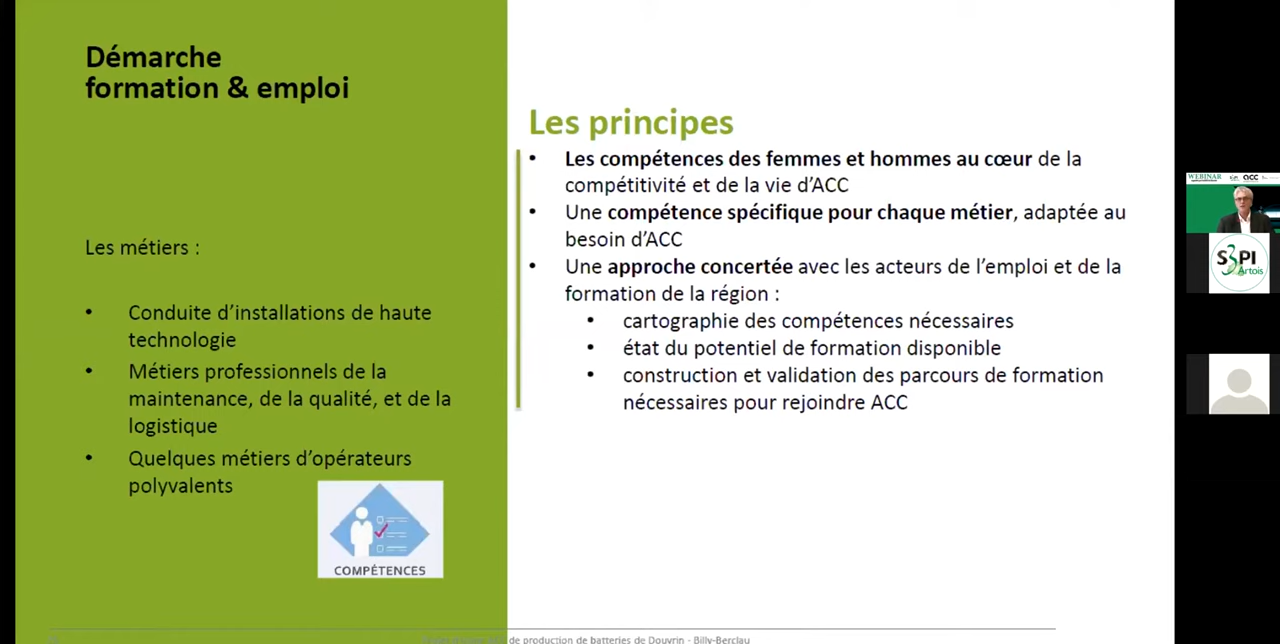 Démarche
formation & emploi
Les métiers :
• Conduite d’installations de haute
technologie
• Métiers professionnels de la
maintenance, de la qualité, et de la
logistique
• Quelques métiers d’opérateurs
polyvalents
COMPÉTENCES
Les principes
• Les compétences des femmes et hommes au cœur de la
compétitivité et de la vie d’ACC
• Une compétence spécifique pour chaque métier, adaptée au
besoin d’ACC
• Une approche concertée avec les acteurs de l’emploi et de la
formation de la région :
• cartographie des compétences nécessaires
• état du potentiel de formation disponible
• construction et validation des parcours de formation
nécessaires pour rejoindre ACC
de production de batteries de Douvrin - Billy-Berclau
WEBINAR
acc
S3PI
Artois